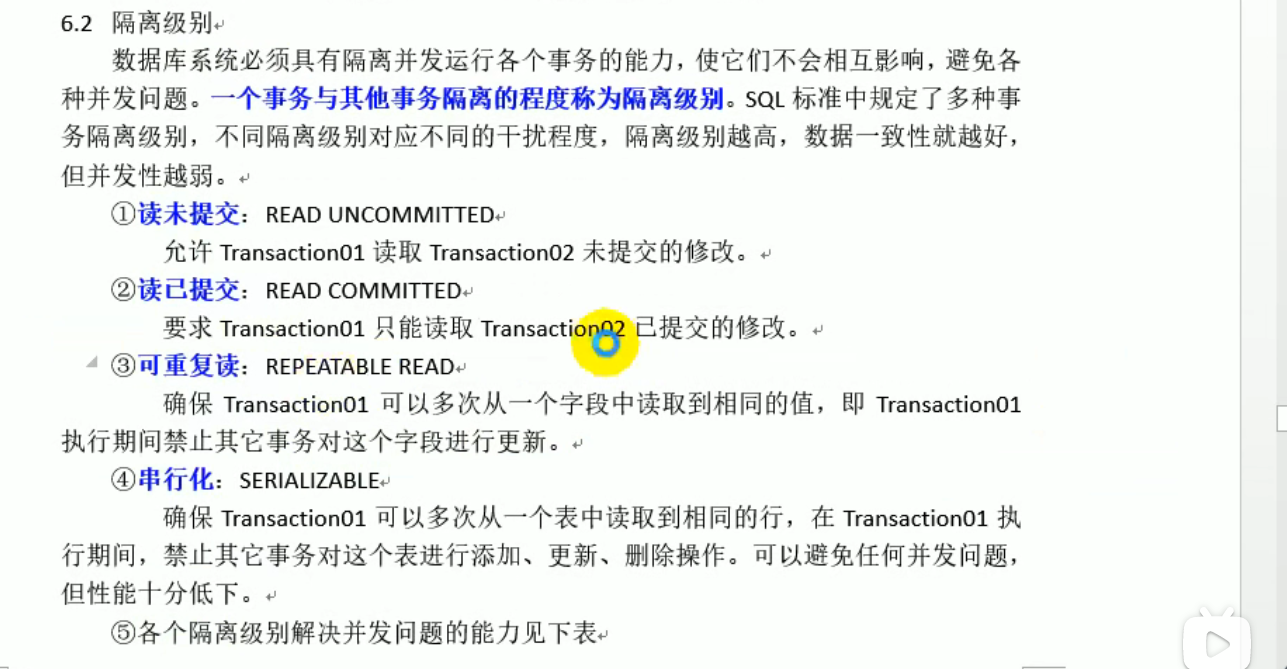 6.2 隔离级别
数据库系统必须具有隔离并发运行各个事务的能力，使它们不会相互影响，避免各
种并发问题。一个事务与其他事务隔离的程度称为隔离级别。SQL 标准中规定了多种事
务隔离级别，不同隔离级别对应不同的干扰程度，隔离级别越高，数据一致性就越好，
但并发性越弱。
①读未提交：READ UNCOMMITTED
允许 Transaction01 读取 Transaction02 未提交的修改。
②读已提交：READ COMMITTED
要求 Transaction01 只能读取 Transaction02 已提交的修改。
③可重复读：REPEATABLE READ
确保 Transaction01 可以多次从一个字段中读取到相同的值，即 Transaction01
执行期间禁止其它事务对这个字段进行更新。
④串行化：SERIALIZABLE
确保 Transaction01 可以多次从一个表中读取到相同的行，在 Transaction01 执
行期间，禁止其它事务对这个表进行添加、更新、删除操作。可以避免任何并发问题，
但性能十分低下。
⑤各个隔离级别解决并发问题的能力见下表